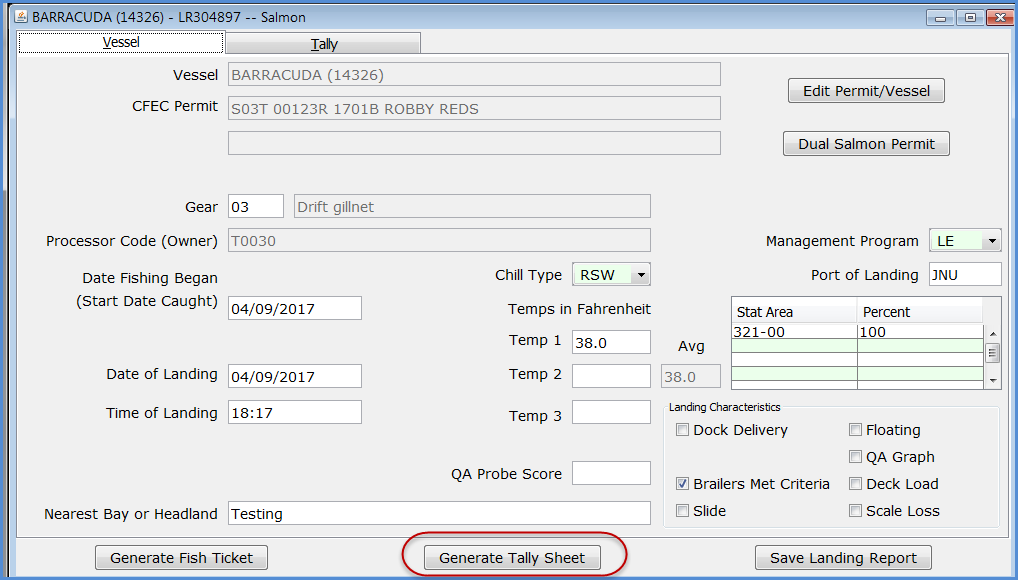 BARRACUDA (14326) - LR304897 -- Salmon
Vessel Tally
Vessel BARRACUDA (14326)
Edit Permit/Vessel
CFEC Permit S03T 00123R 1701B ROBBY REDS
Dual Salmon Permit
Gear 03 Drift gillnet
Processor Code (Owner) T0030 Management Program LE
Date Fishing Began Chill Type RSW Port of Landing JNU
(Start Date Caught) 04/09/2017 Temps in Fahrenheit
Stat Area Percent
321-00 100
Temp 1 38.0 Avg
Date of Landing 04/09/2017 Temp 2 38.0
Time of Landing 18:17 Temp 3
Landing Characteristics
Dock Delivery Floating
QA Graph
QA Probe Score
Brailers Met Criteria Deck Load
Slide Scale Loss
Nearest Bay or Headland Testing
Generate Fish Ticket Generate Tally Sheet Save Landing Report